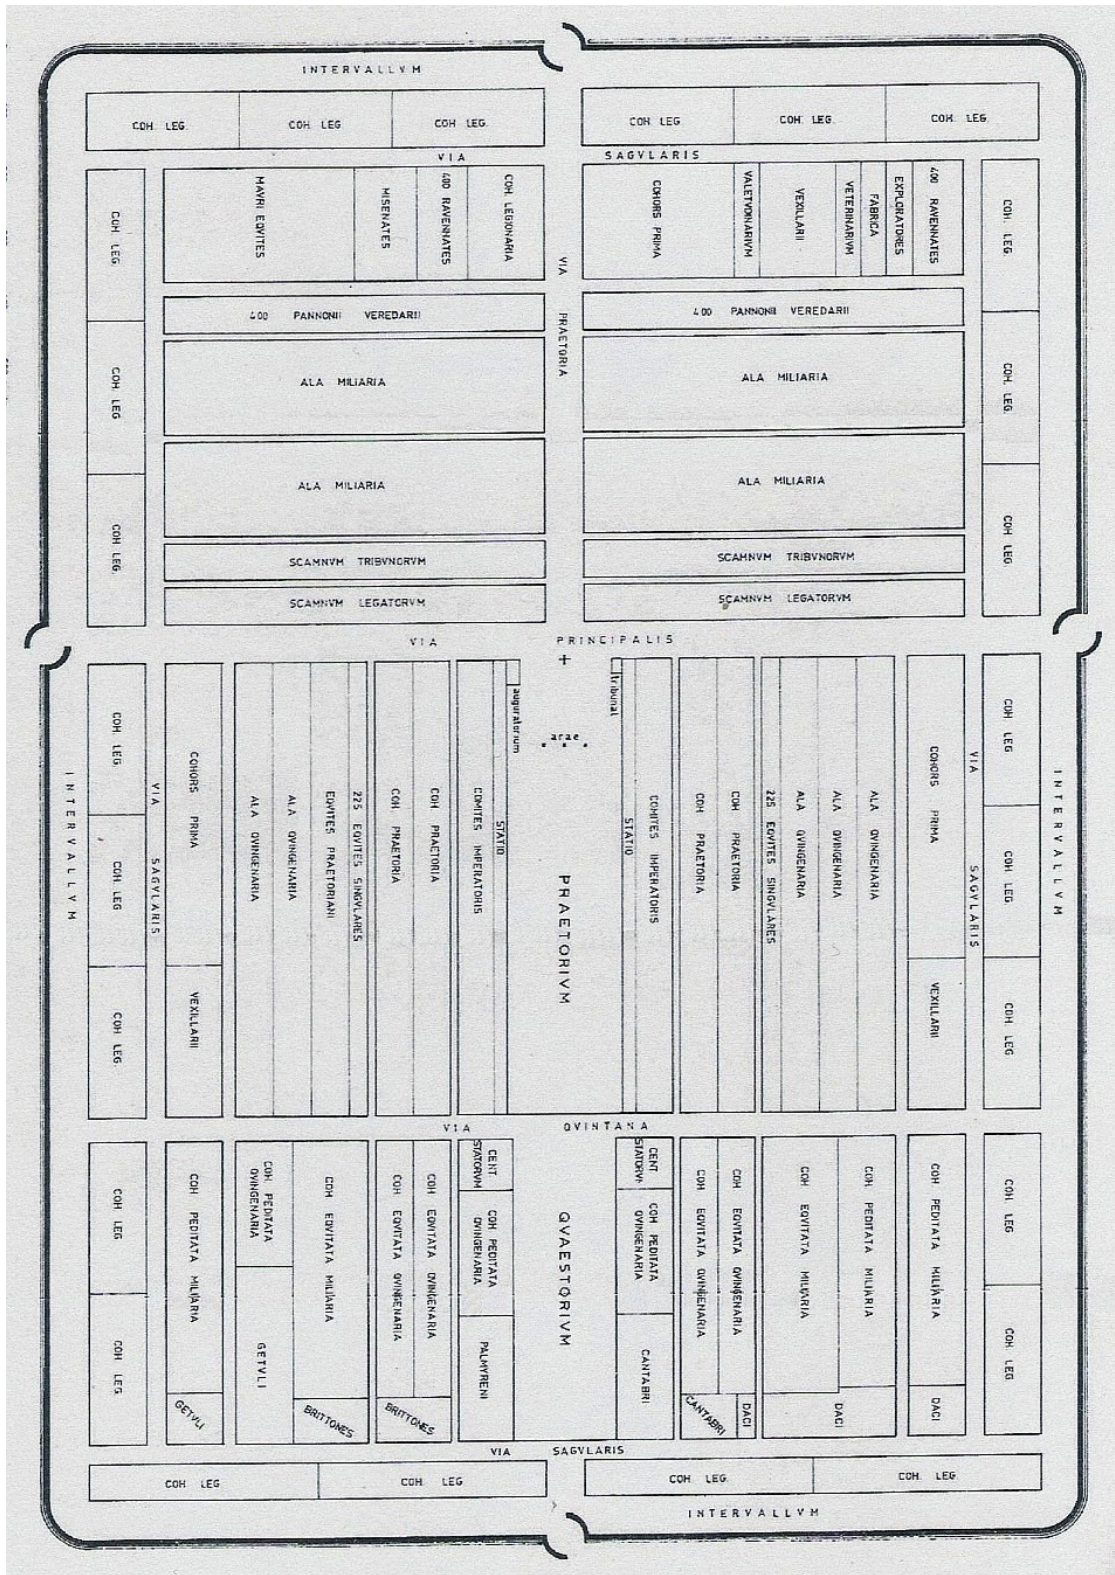 INTERVALLVM
COH. LEG.
COH. LEG
COH. LEG.
COH. LEG
COH. LEG.
COH. LEG.
VIA SAGVLARIS
COH. LEG
MAVRI EQVITES
MISENATES
400 RAVENNATES
COH. LEGIONARIA
VIA PRAETORIA
COHORS PRIMA
VALETVDINARIVM
VEXILLARII
VETERINARIVM
FABRICA
EXPLORATORES
400 RAVENNATES
COH. LEG.
400 PANNONII VEREDARII
400 PANNONII VEREDARII
COH. LEG
ALA MILIARIA
ALA MILIARIA
COH. LEG.
ALA MILIARIA
ALA MILIARIA
COH LEG.
COH LEG
SCAMNVM TRIBVNORVM
SCAMNVM TRIBVNORVM
SCAMNVM LEGATORVM
SCAMNVM LEGATORVM
VIA PRINCIPALIS
INTERVALLVM
COH. LEG.
VIA SAGVLARIS
COHORS PRIMA
ALA QVINGENARIA
ALA QVINGENARIA
EQVITES PRAETORIANI
225 EQVITES SINGVLARES
COH. PRAETORIA
COH PRAETORIA
COMITES IMPERATORIS
STATIO
auguratorium
arae
PRAETORIVM
tribunal
STATIO
COMITES IMPERATORIS
COH PRAETORIA
COH PRAETORIA
225 EQVITES SINGVLARES
ALA QVINGENARIA
ALA QVINGENARIA
ALA QVINGENARIA
COHORS PRIMA
VIA SAGVLARIS
COH LEG
INTERVALLVM
COH. LEG
COH LEG
COH LEG.
VEXILLARII
VEXILLARII
COH. LEG
VIA QVINTANA
COH LEG
COH PEDITATA MILIARIA
COH PEDITATA QVINGENARIA
COH EQVITATA MILIARIA
COH EQVITATA QVINGENARIA
COH EQVITATA QVINGENARIA
CENT STATORVM
COH PEDITATA QVINGENARIA
QVAESTORIVM
CENT STATORVM
COH PEDITATA QVINGENARIA
COH EQVITATA QVINGENARIA
COH EQVITATA QVINGENARIA
COH EQVITATA MILIARIA
COH PEDITATA MILIARIA
COH PEDITATA MILIARIA
COH. LEG
COH LEG
GETVLI
PALMYRENI
CANTABRI
COH LEG
GETVLI
BRITTONES
BRITTONES
CANTABRI
DACI
DACI
DACI
VIA SAGVLARIS
COH LEG
COH LEG
COH LEG.
COH LEG.
INTERVALLVM